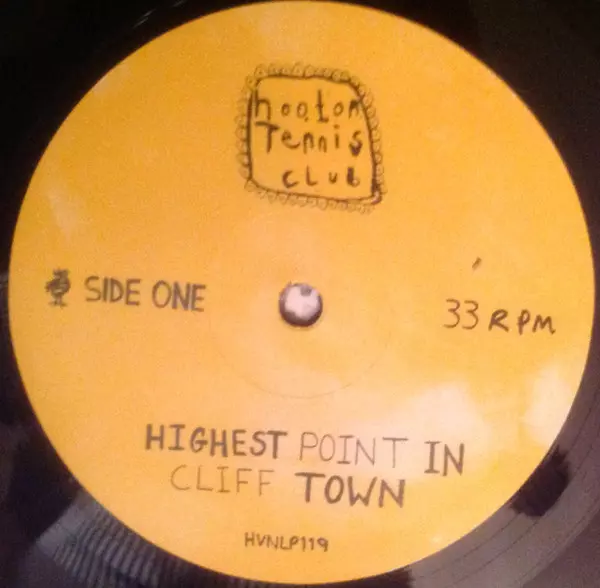 hooton
Tennis
CLUB
SIDE ONE
33 RPM
HIGHEST POINT IN
CLIFF TOWN
HVNLP119